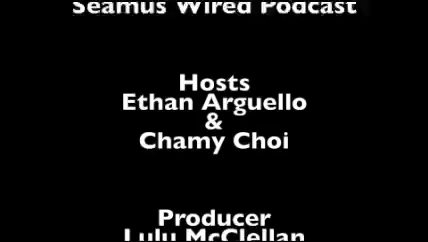 Seamus Wired Podcast
Hosts
Ethan Arguello
&
Chamy Choi
Producer
Lulu McClellan